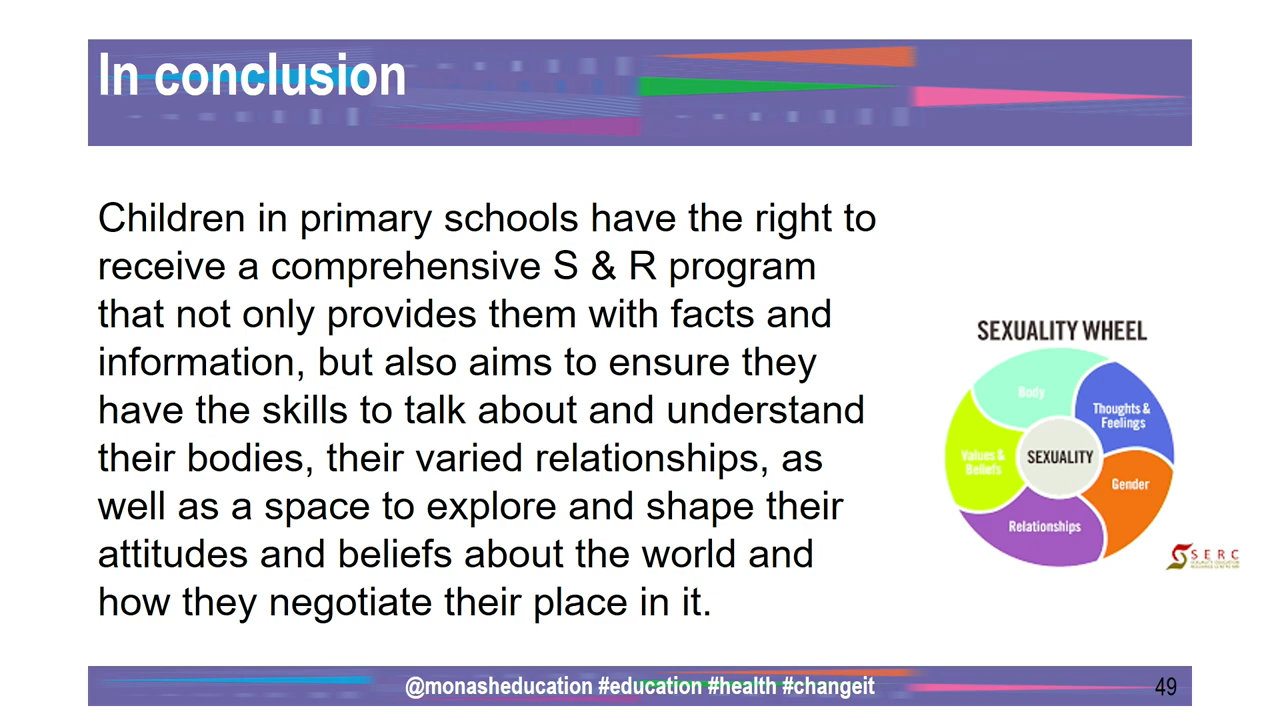 In conclusion
Children in primary schools have the right to
receive a comprehensive S & R program
that not only provides them with facts and
information, but also aims to ensure they
have the skills to talk about and understand
their bodies, their varied relationships, as
well as a space to explore and shape their
attitudes and beliefs about the world and
how they negotiate their place in it.
SEXUALITY WHEEL
Body
Thoughts &
Feelings
Values &
Beliefs
SEXUALITY
Gender
Relationships
SERC
@monasheducation #education #health #changeit
49